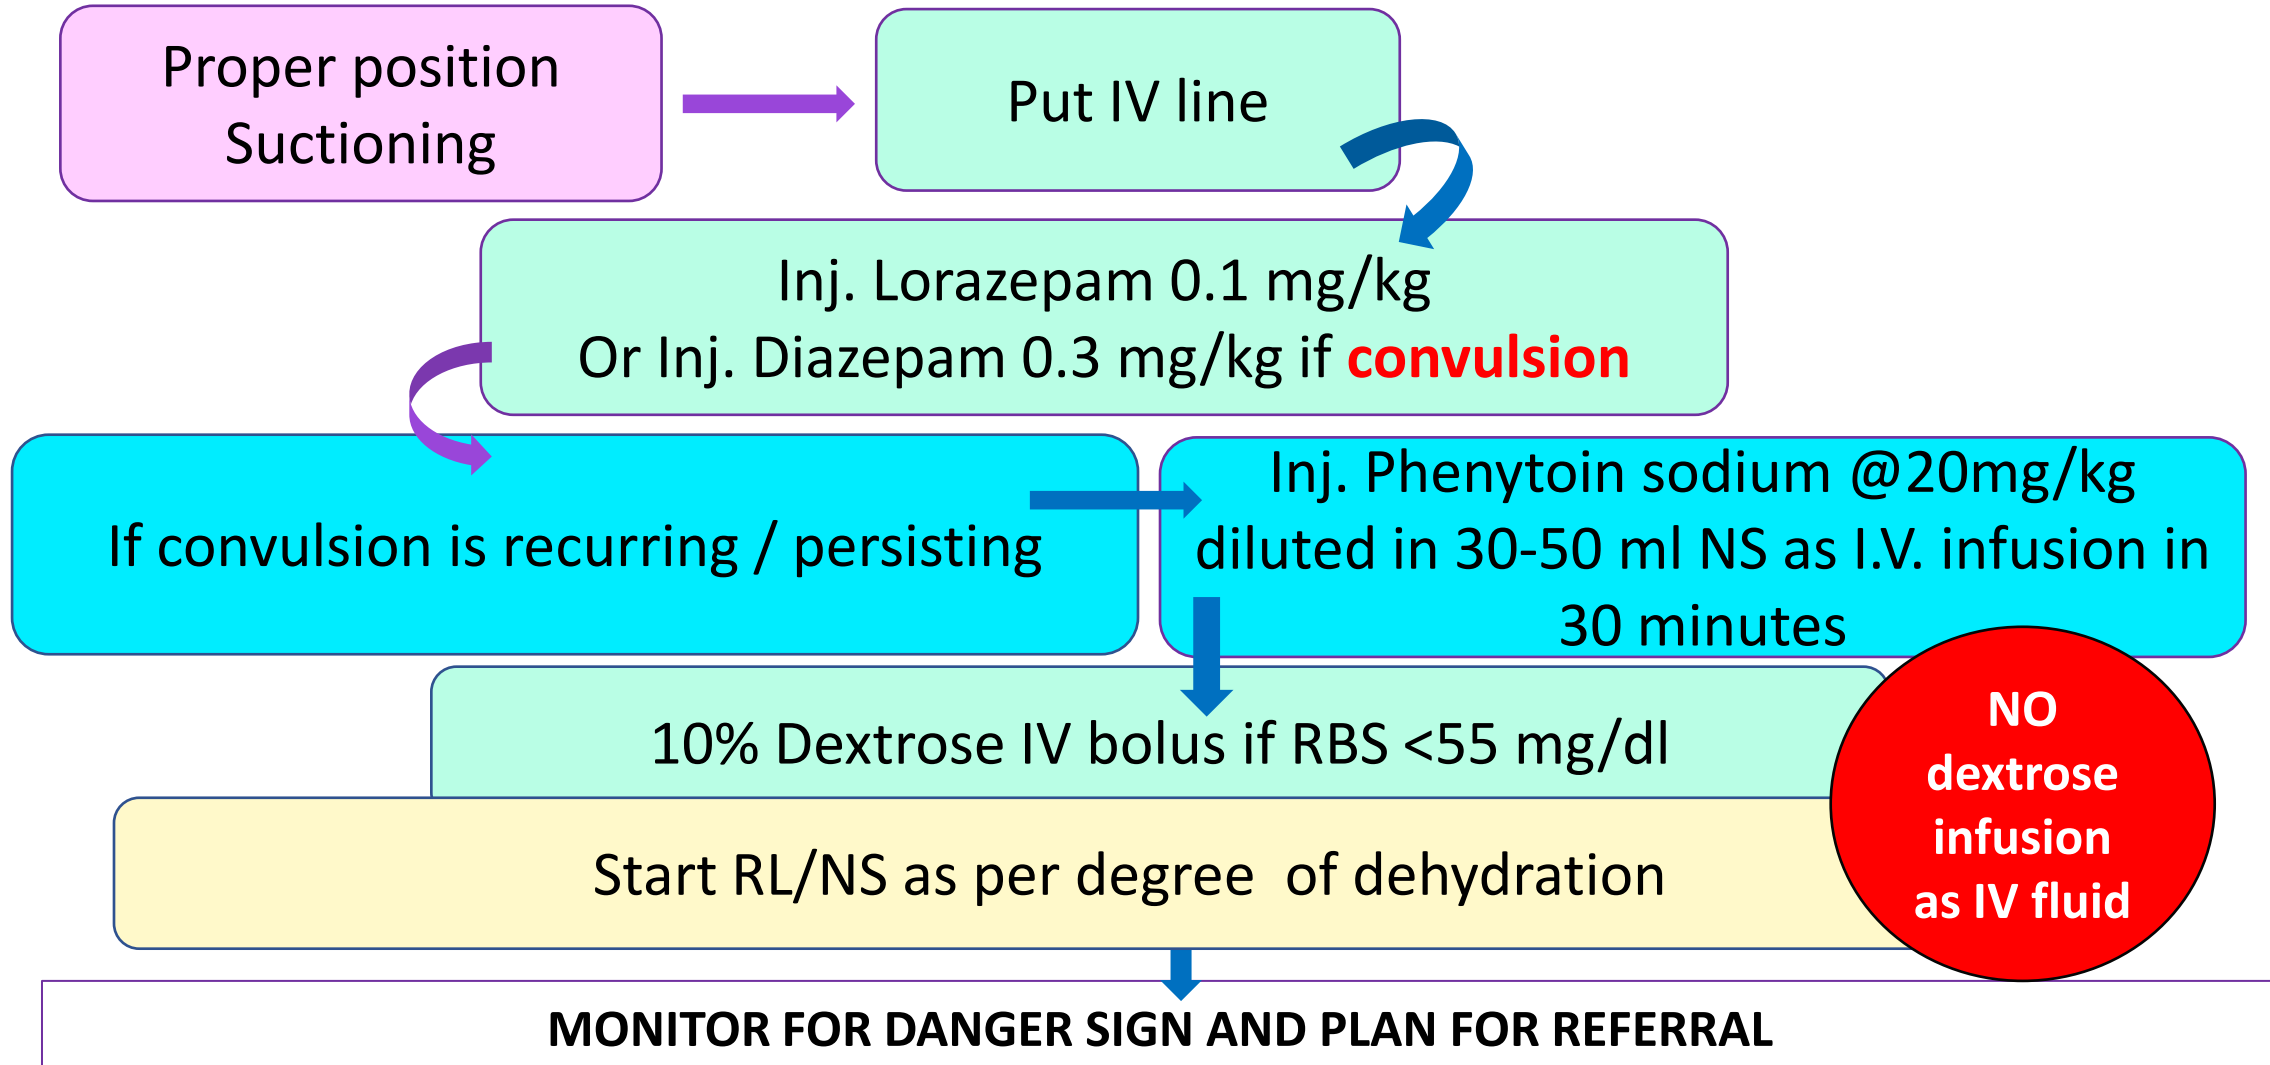 Proper position
Suctioning
Put IV line
Inj. Lorazepam 0.1 mg/kg
Or Inj. Diazepam 0.3 mg/kg if convulsion
If convulsion is recurring / persisting
Inj. Phenytoin sodium @20mg/kg
diluted in 30-50 ml NS as I.V. infusion in
30 minutes
10% Dextrose IV bolus if RBS <55 mg/dl
NO
dextrose
infusion
as IV fluid
Start RL/NS as per degree  of dehydration
MONITOR FOR DANGER SIGN AND PLAN FOR REFERRAL